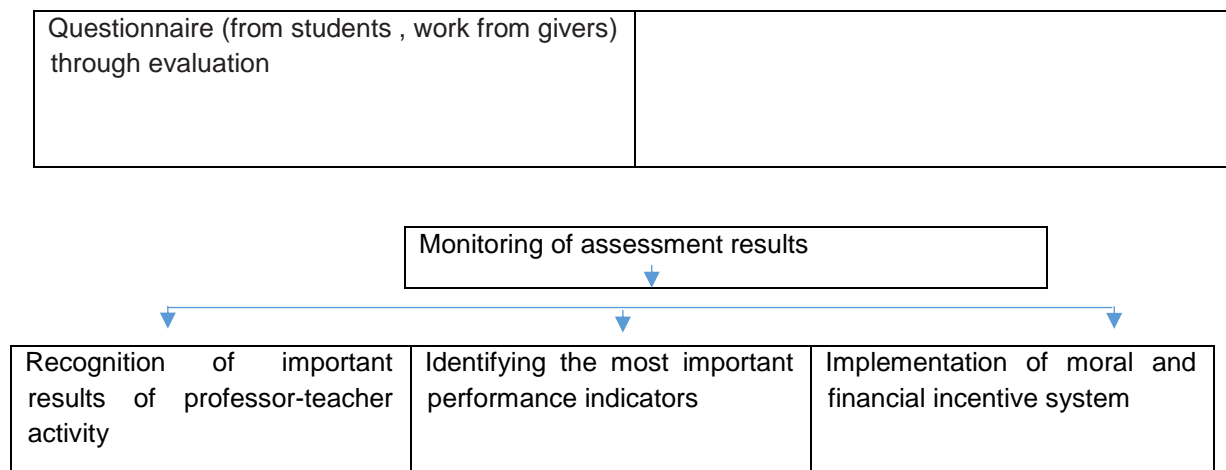 Questionnaire (from students , work from givers)
through evaluation
Monitoring of assessment results
Recognition of important
results of professor-teacher
activity
Identifying the most important
performance indicators
Implementation of moral and
financial incentive system